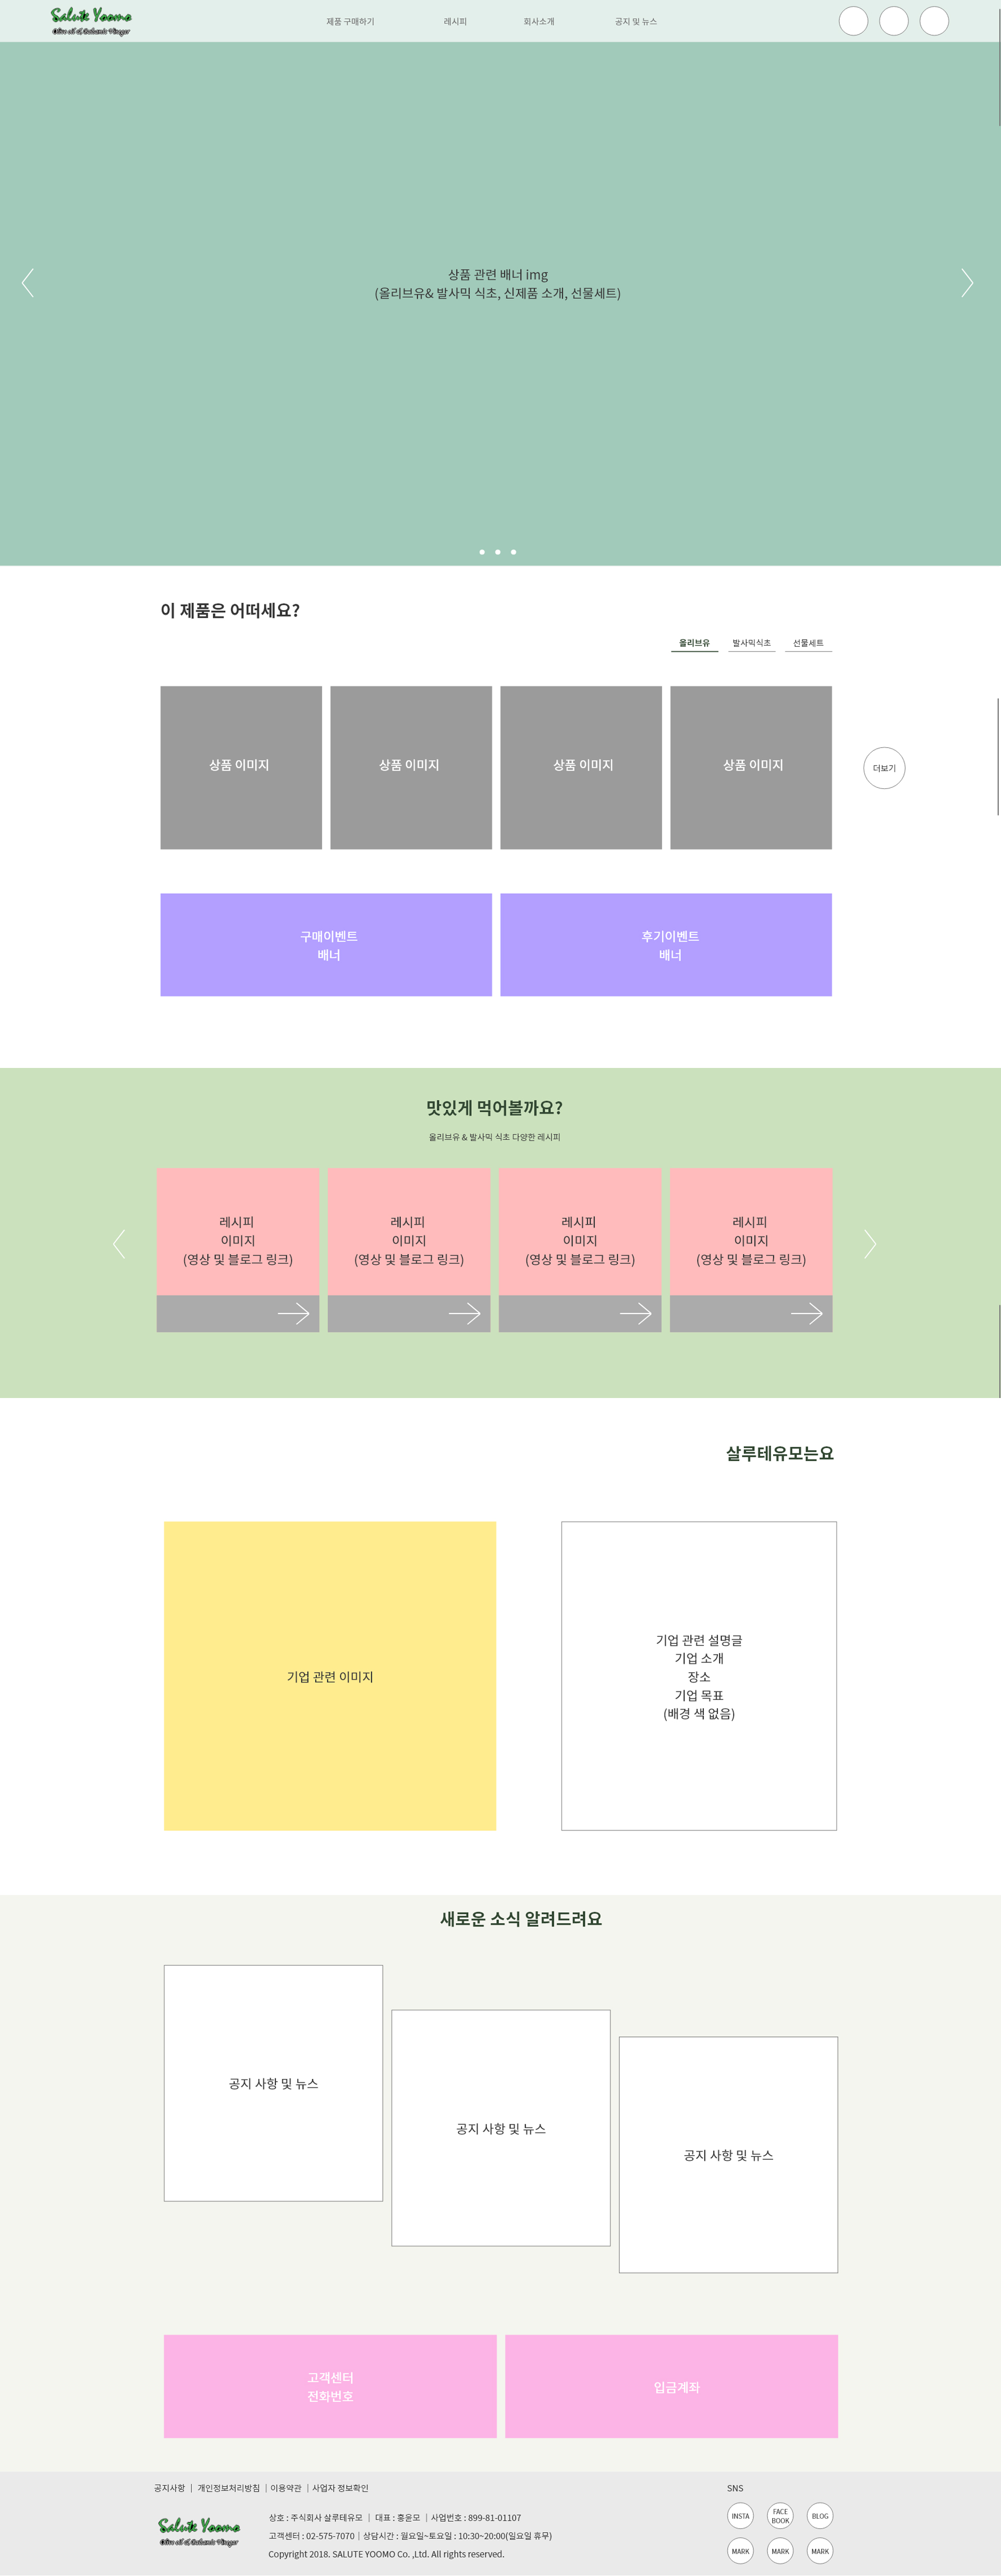 Salute Yoomo
Olive oil & Balsamic Vinegar
제품 구매하기 레시피 회사소개 공지 및 뉴스
상품 관련 배너 img
(올리브유& 발사믹 식초, 신제품 소개, 선물세트)
이 제품은 어떠세요?
올리브유 발사믹식초 선물세트
상품 이미지 상품 이미지 상품 이미지 상품 이미지
더보기
구매이벤트
배너
후기이벤트
배너
맛있게 먹어볼까요?
올리브유 & 발사믹 식초 다양한 레시피
레시피
이미지
(영상 및 블로그 링크)
레시피
이미지
(영상 및 블로그 링크)
레시피
이미지
(영상 및 블로그 링크)
레시피
이미지
(영상 및 블로그 링크)
살루테유모는요
기업 관련 이미지
기업 관련 설명글
기업 소개
장소
기업 목표
(배경 색 없음)
새로운 소식 알려드려요
공지 사항 및 뉴스
공지 사항 및 뉴스
공지 사항 및 뉴스
고객센터
전화번호
입금계좌
공지사항 | 개인정보처리방침 | 이용약관 | 사업자 정보확인
Salute Yoomo
Olive oil & Balsamic Vinegar
상호 : 주식회사 살루테유모 | 대표 : 홍윤모 | 사업번호 : 899-81-01107
고객센터 : 02-575-7070 | 상담시간 : 월요일~토요일 : 10:30~20:00(일요일 휴무)
Copyright 2018. SALUTE YOOMO Co. ,Ltd. All rights reserved.
SNS
INSTA
FACE
BOOK
BLOG
MARK MARK MARK